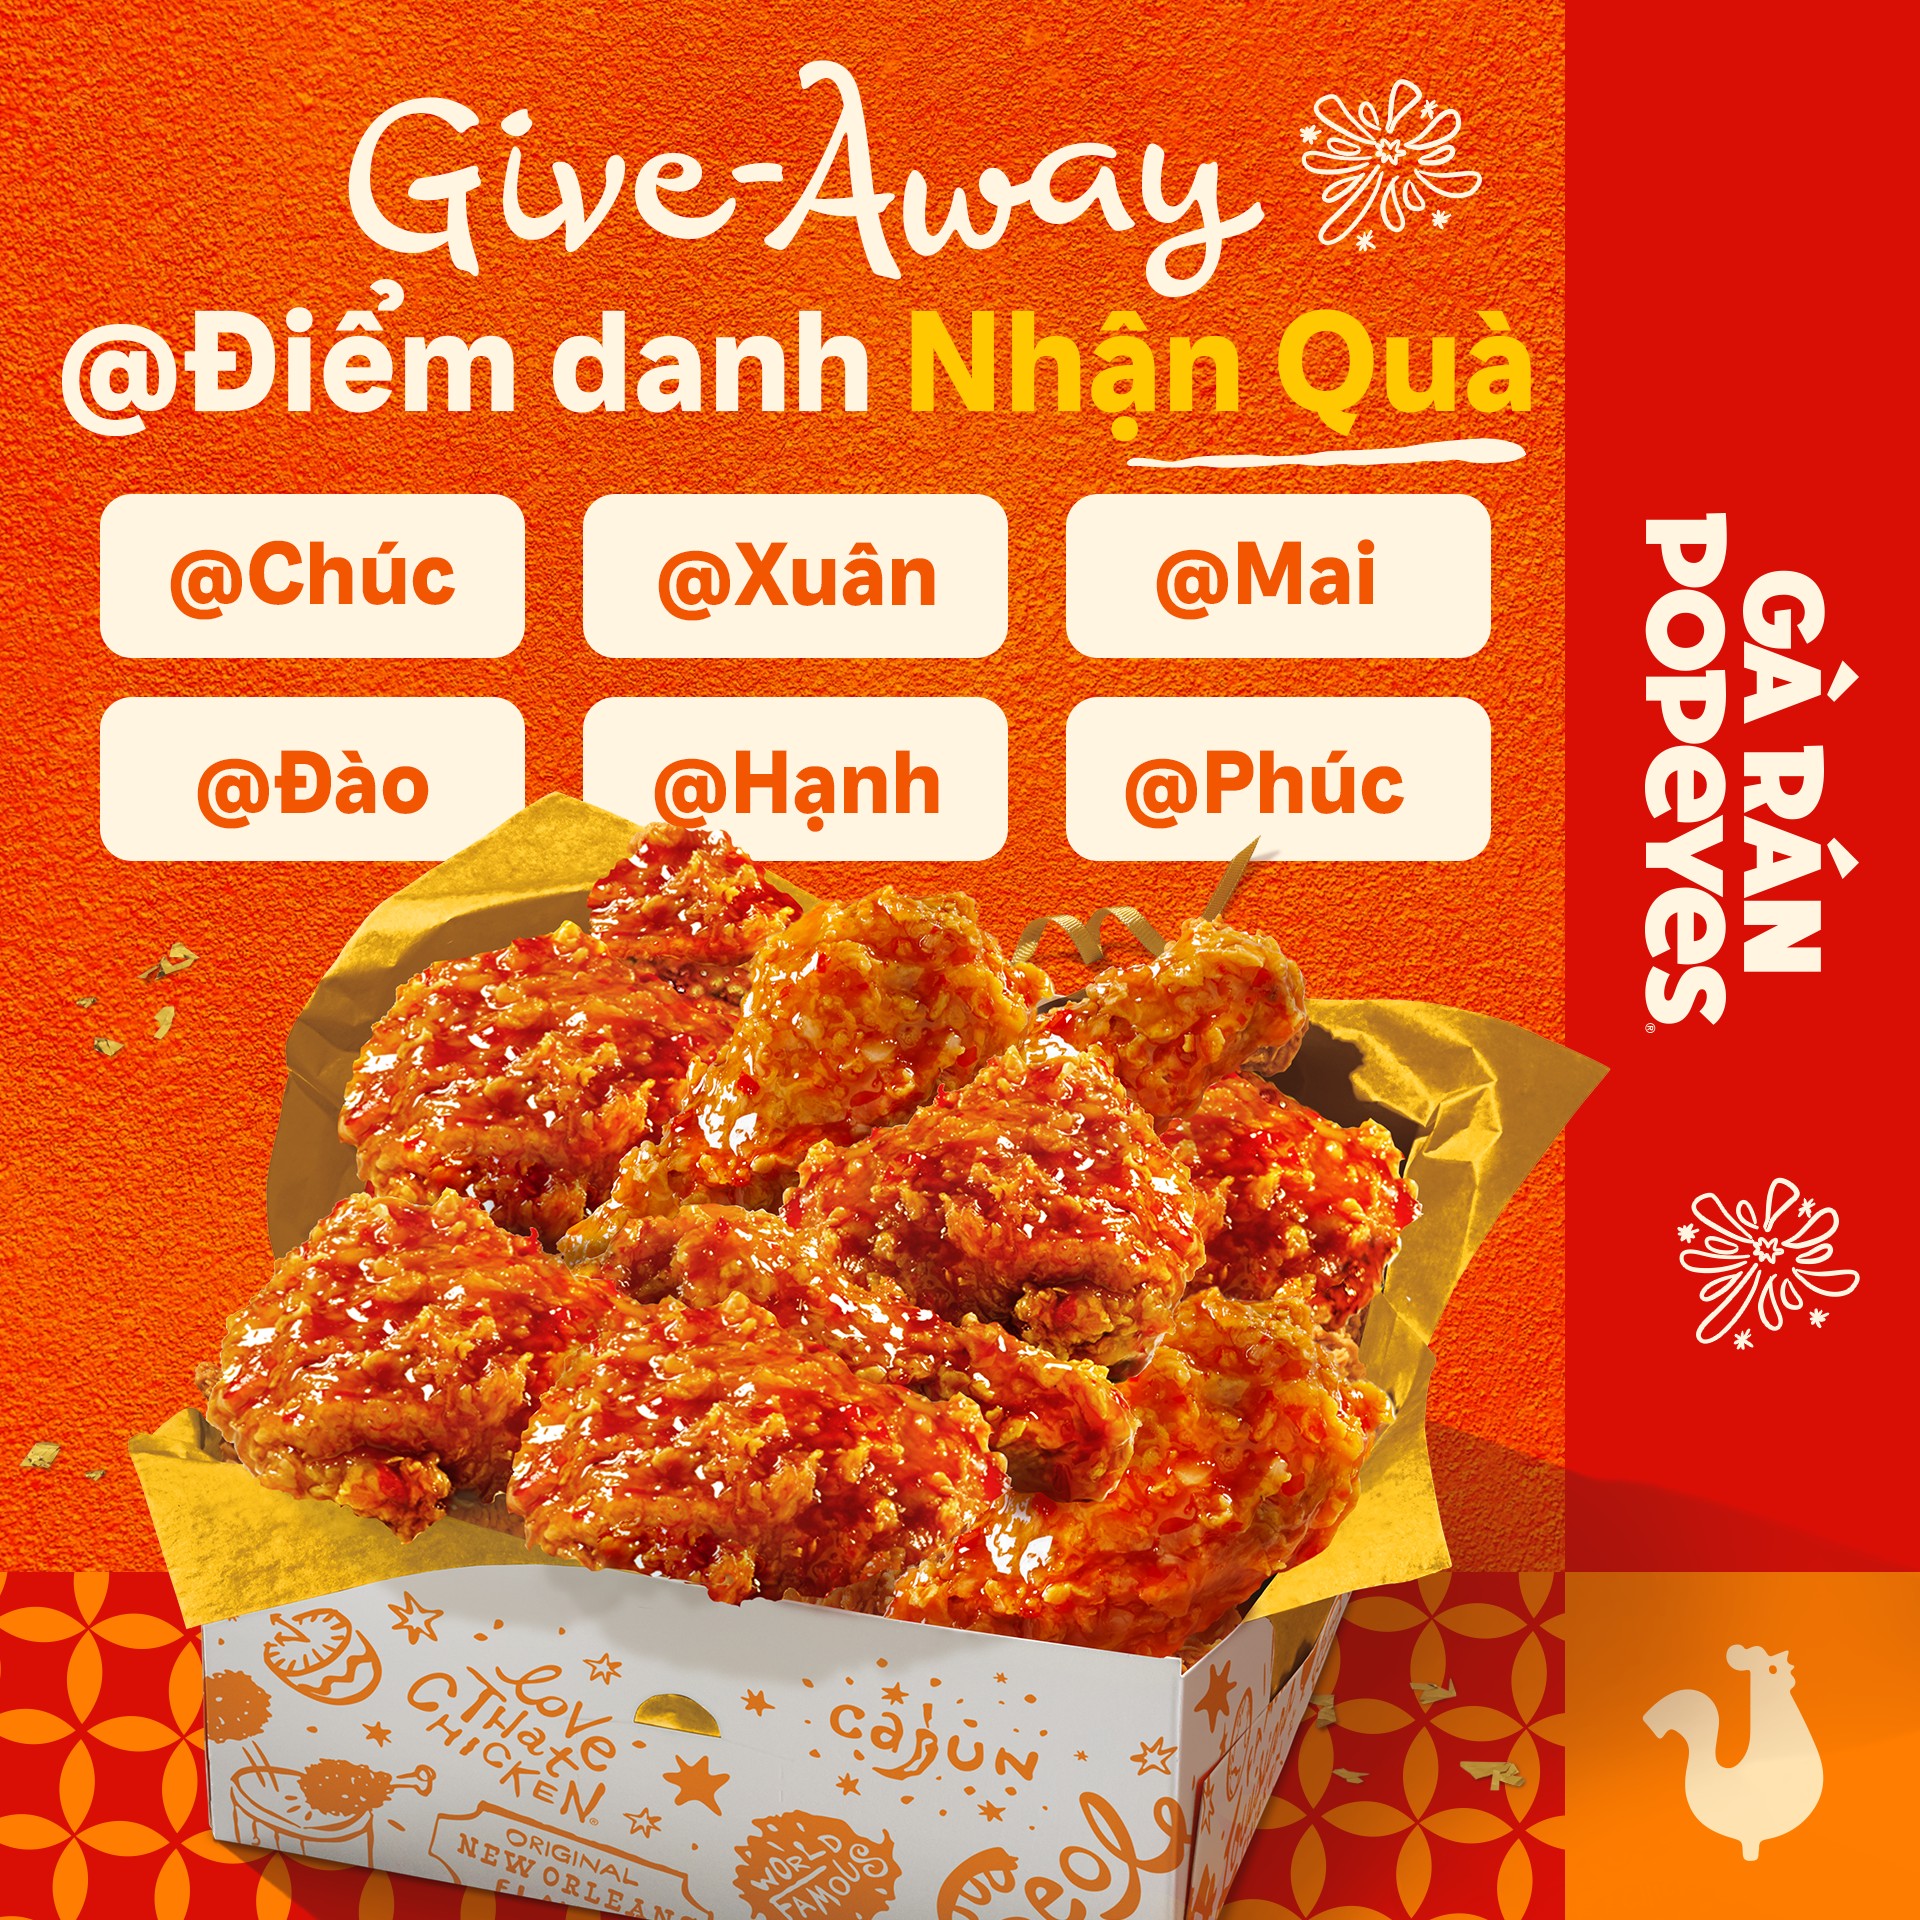 Give-Away
@Điểm danh Nhận Quà
@Chúc
@Xuân
@Mai
@Đào
@Hạnh
@Phúc
GÀ RÁN
POPEYES®
love
THat
CHICKEN®
cajun
ORIGINAL
NEW ORLEANS
WORLD
FAMOUS